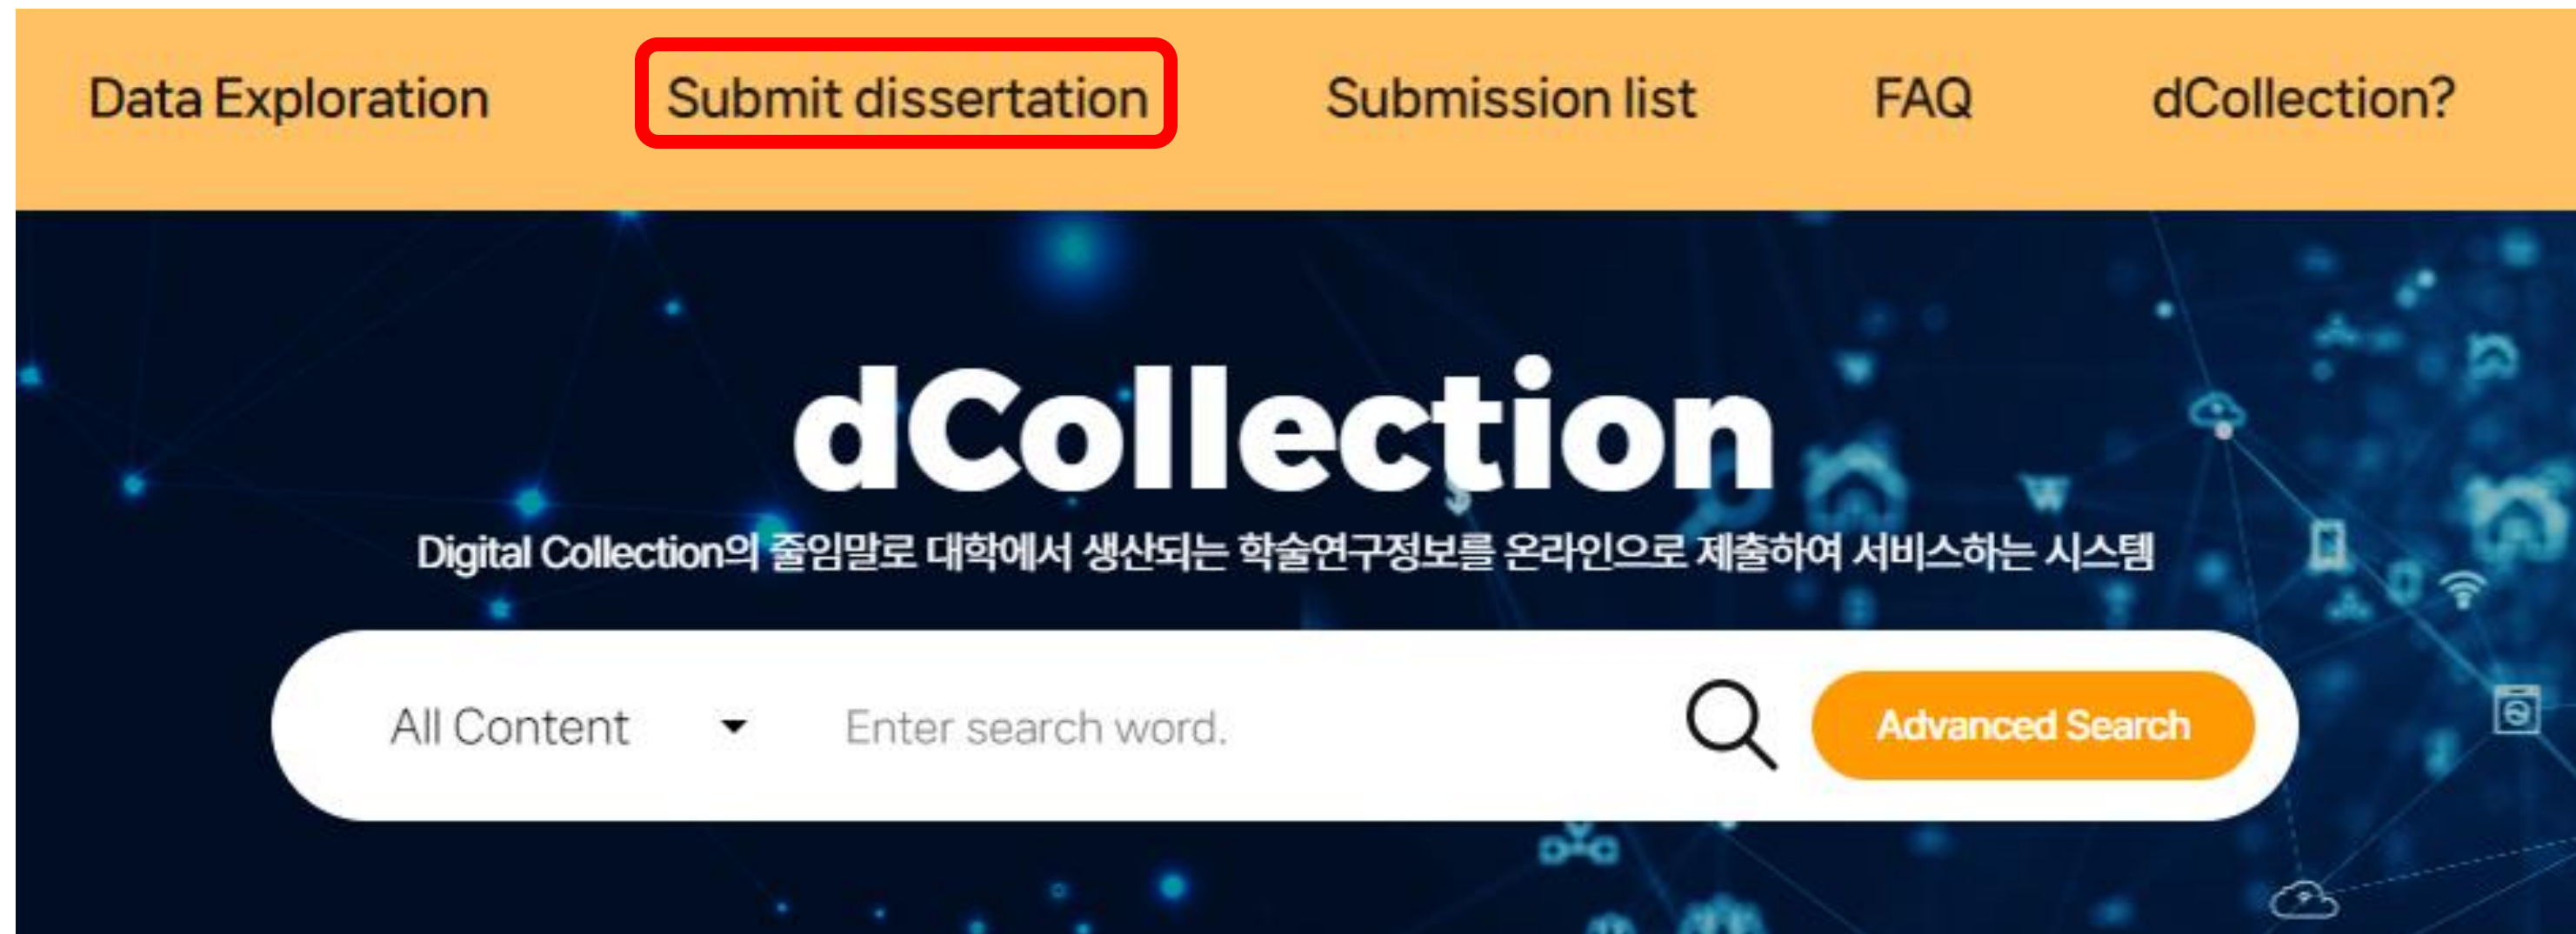 Data Exploration Submit dissertation Submission list FAQ dCollection?
dCollection
Digital Collection의 줄임말로 대학에서 생산되는 학술연구정보를 온라인으로 제출하여 서비스하는 시스템
All Content Enter search word. Advanced Search